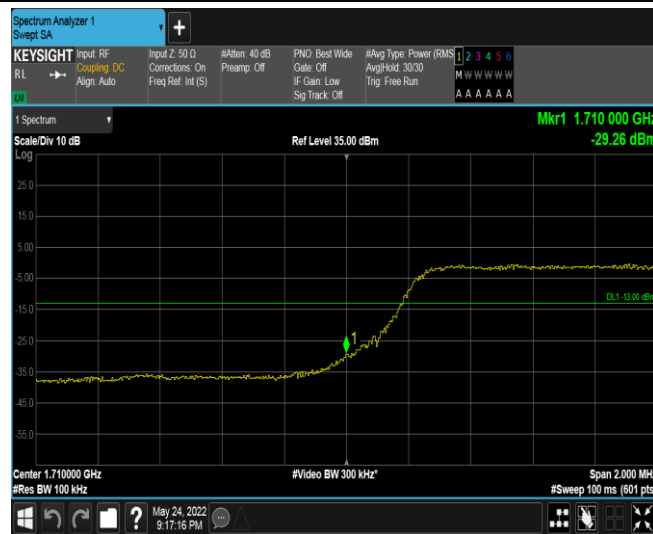 Spectrum Analyzer 1
Swept SA
+
KEYSIGHT Input: RF Input Z: 50 Ω #Atten: 40 dB PNO: Best Wide #Avg Type: Power (RMS 1 2 3 4 5 6
RL Coupling: DC Corrections: On Preamp: Off Gate: Off Avg|Hold: 30/30 M W W W W W
Align: Auto Freq Ref: Int (S) IF Gain: Low Trig: Free Run
Sig Track: Off A A A A A A
1 Spectrum Mkr1 1.710 000 GHz
Scale/Div 10 dB Ref Level 35.00 dBm -29.26 dBm
Log
25.0
15.0
5.00
-5.00
DL1 -13.00 dBm
-15.0
1
-25.0
-35.0
-45.0
-55.0
Center 1.710000 GHz #Video BW 300 kHz* Span 2.000 MHz
#Res BW 100 kHz #Sweep 100 ms (601 pts
? May 24, 2022
9:17:16 PM